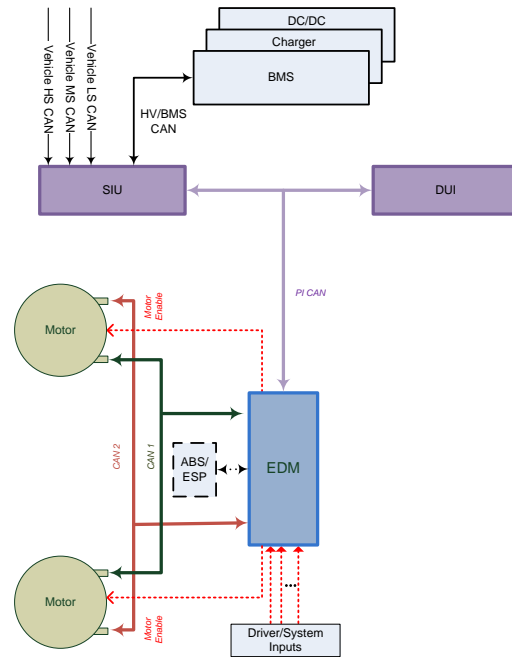 DC/DC
Charger
BMS
Vehicle HS CAN
Vehicle MS CAN
Vehicle LS CAN
HV/BMS
CAN
SIU
DUI
PI CAN
Motor
Enable
Motor
CAN 2
CAN 1
ABS/
ESP
EDM
...
Motor
Motor
Enable
Driver/System
Inputs